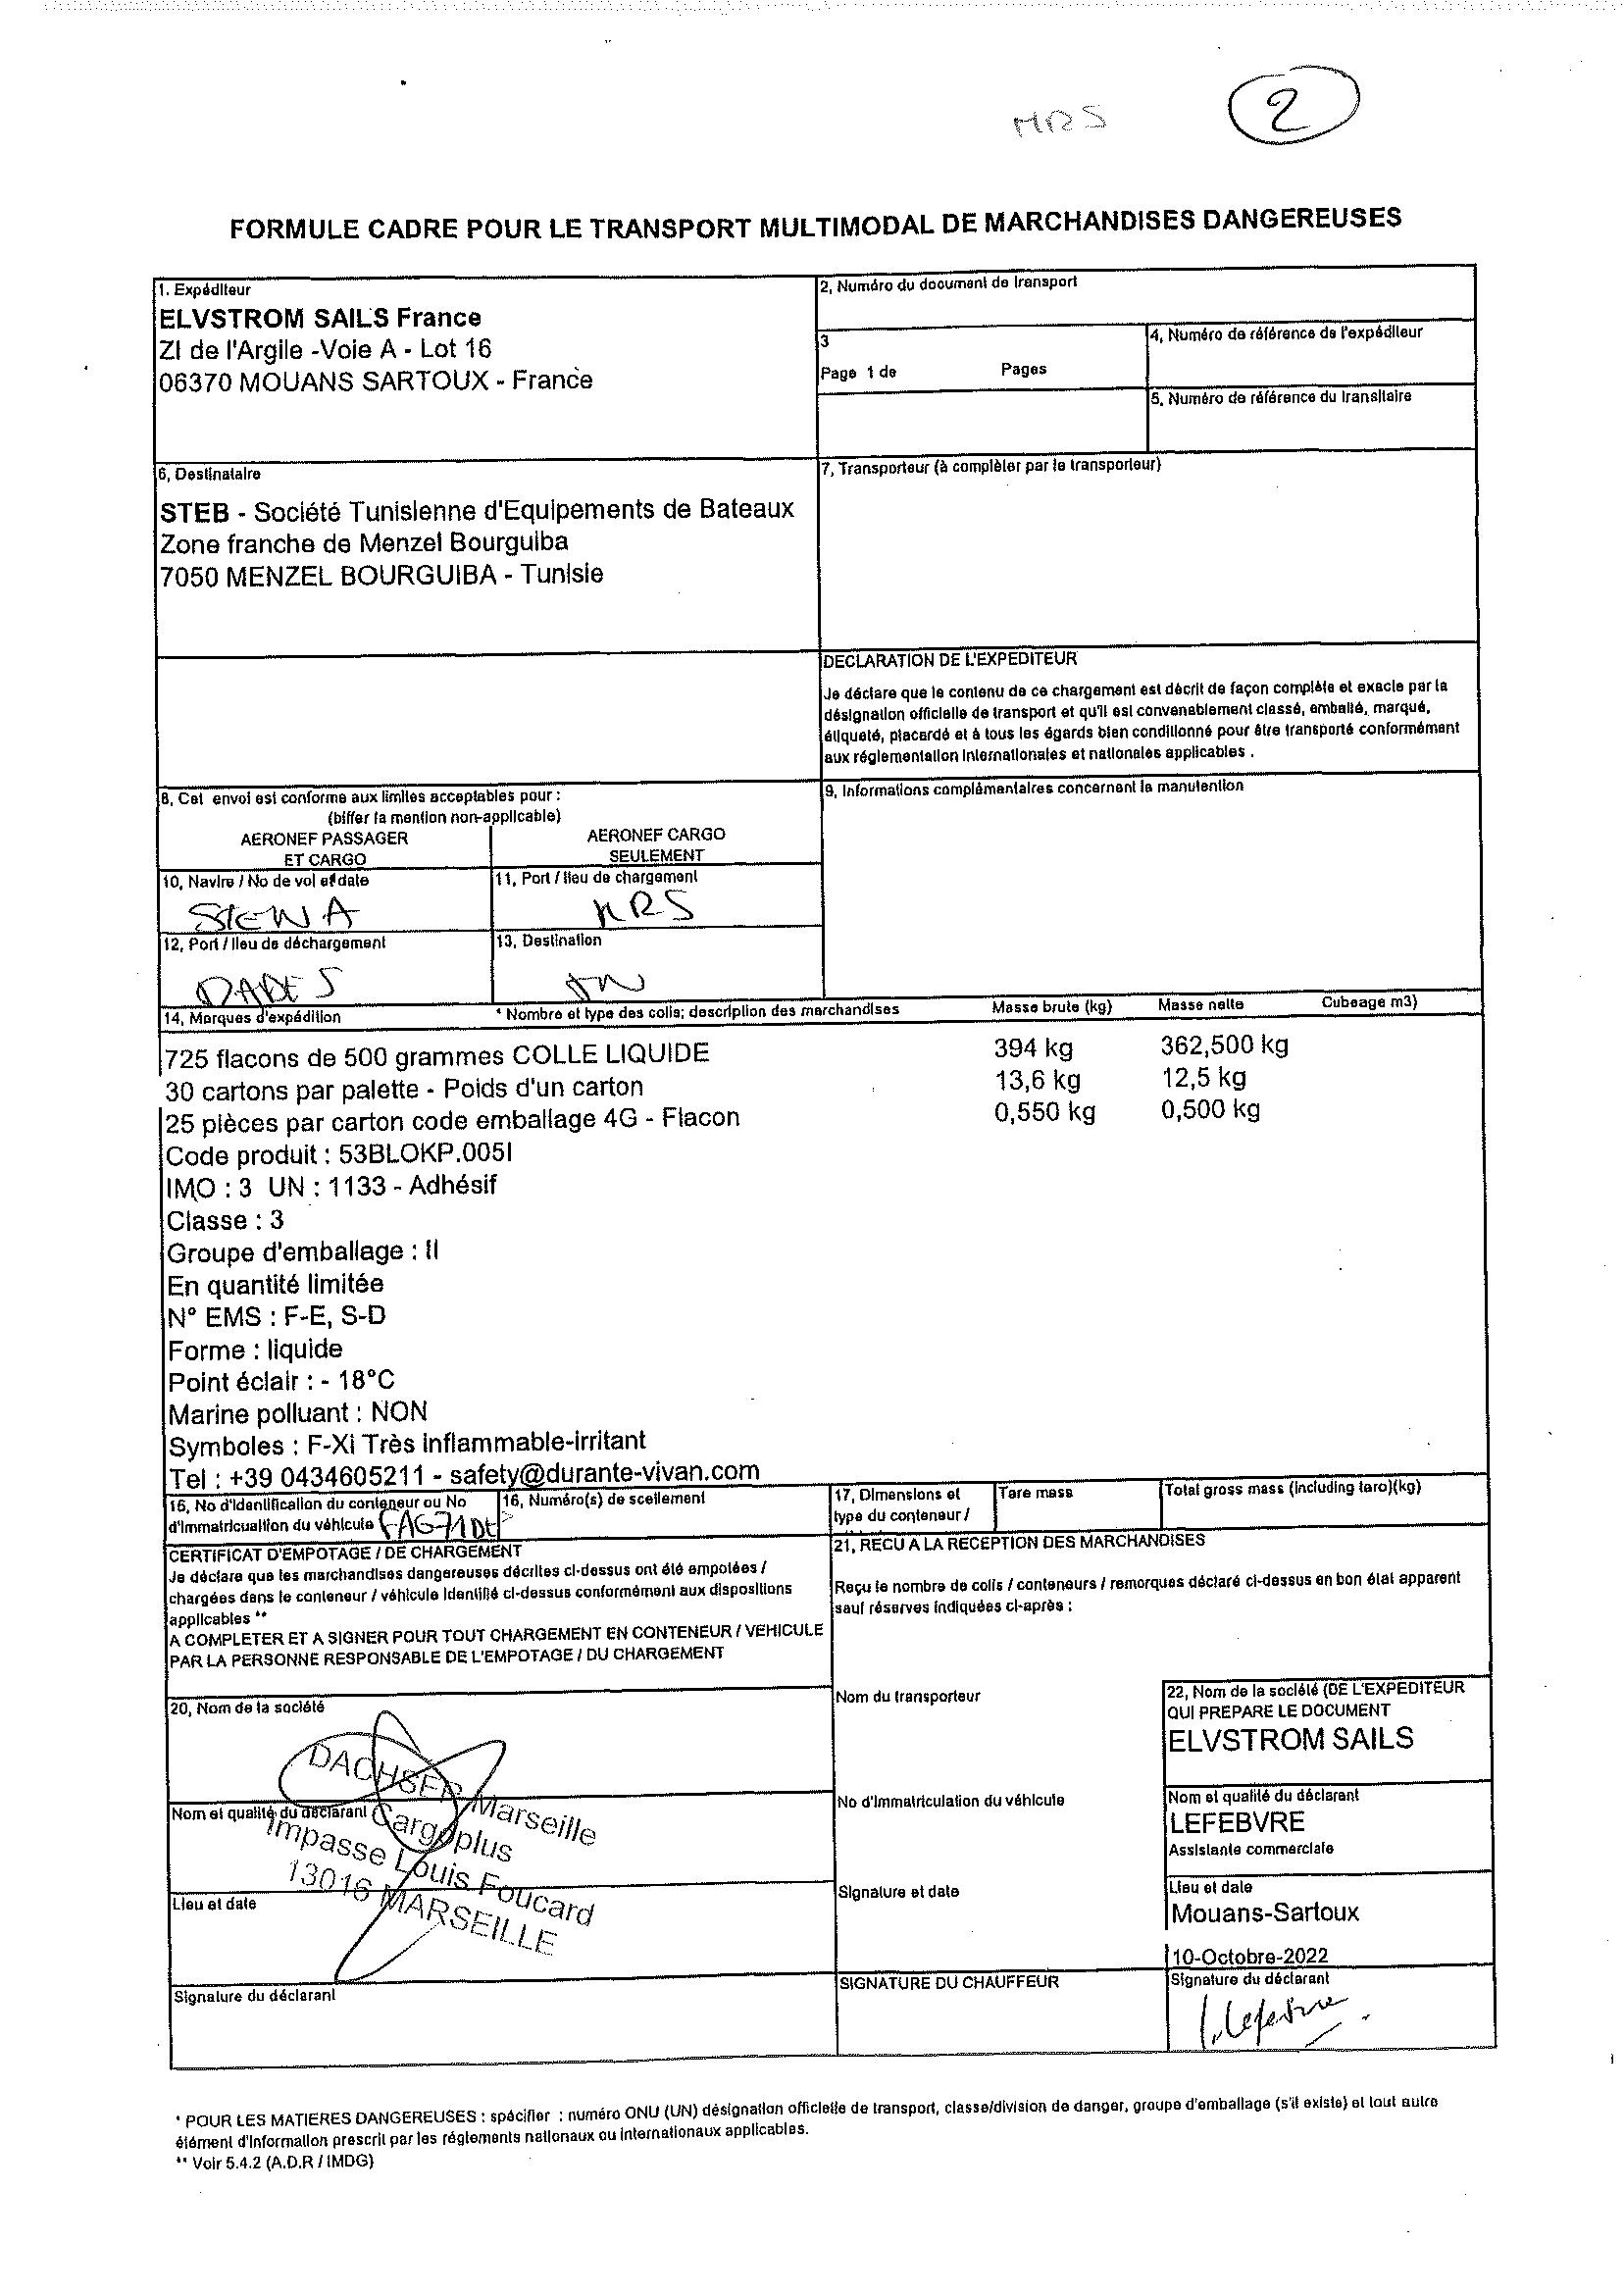 MRS
2
FORMULE CADRE POUR LE TRANSPORT MULTIMODAL DE MARCHANDISES DANGEREUSES
1. Expéditeur
ELVSTROM SAILS France
ZI de l'Argile -Voie A - Lot 16
06370 MOUANS SARTOUX - France
2, Numéro du document de transport
3
Page 1 de Pages
4, Numéro de référence de l'expéditeur
5, Numéro de référence du transitaire
6, Destinataire
STEB - Société Tunisienne d'Equipements de Bateaux
Zone franche de Menzel Bourguiba
7050 MENZEL BOURGUIBA - Tunisie
7, Transporteur (à complèter par le transporteur)
DECLARATION DE L'EXPEDITEUR
Je déclare que le contenu de ce chargement est décrit de façon complète et exacte par la
désignation officielle de transport et qu'il est convenablement classé, emballé, marqué,
étiqueté, placardé et à tous les égards bien conditionné pour être transporté conformément
aux réglementation internationales et nationales applicables .
8, Cet envoi est conforme aux limites acceptables pour :
(biffer la mention non-applicable)
AERONEF PASSAGER
ET CARGO
AERONEF CARGO
SEULEMENT
9, Informations complémentaires concernant la manutention
10, Navire / No de vol et date
11, Port / lieu de chargement
MRS
12, Port / lieu de déchargement
13, Destination
RADES
TN
14, Marques d'expédition
* Nombre et type des colis; description des marchandises
Masse brute (kg)
Masse nette
Cubeage m3)
725 flacons de 500 grammes COLLE LIQUIDE 394 kg 362,500 kg
30 cartons par palette - Poids d'un carton 13,6 kg 12,5 kg
25 pièces par carton code emballage 4G - Flacon 0,550 kg 0,500 kg
Code produit : 53BLOKP.005I
IMO : 3 UN : 1133 - Adhésif
Classe : 3
Groupe d'emballage : II
En quantité limitée
N° EMS : F-E, S-D
Forme : liquide
Point éclair : - 18°C
Marine polluant : NON
Symboles : F-Xi Très inflammable-irritant
Tel : +39 0434605211 - safety@durante-vivan.com
15, No d'identification du conteneur ou No
d'immatricualtion du véhicule
16, Numéro(s) de scellement
17, Dimensions et
type du conteneur /
Tare mass
Total gross mass (including tare)(kg)
CERTIFICAT D'EMPOTAGE / DE CHARGEMENT
Je déclare que les marchandises dangereuses décrites ci-dessus ont été empotées /
chargées dans le conteneur / véhicule identifié ci-dessus conformément aux dispositions
applicables **
A COMPLETER ET A SIGNER POUR TOUT CHARGEMENT EN CONTENEUR / VEHICULE
PAR LA PERSONNE RESPONSABLE DE L'EMPOTAGE / DU CHARGEMENT
21, RECU A LA RECEPTION DES MARCHANDISES
Reçu le nombre de colis / conteneurs / remorques déclaré ci-dessus en bon état apparent
sauf réserves indiquées ci-après :
20, Nom de la société
Nom du transporteur
22, Nom de la société (DE L'EXPEDITEUR
QUI PREPARE LE DOCUMENT
ELVSTROM SAILS
DACHSER Marseille
Cargoplus
Impasse Louis Foucard
13016 MARSEILLE
Nom et qualité du déclarant
No d'immatriculation du véhicule
Nom et qualité du déclarant
LEFEBVRE
Assistante commerciale
Lieu et date
Signature et date
Lieu et date
Mouans-Sartoux
10-Octobre-2022
Signature du déclarant
SIGNATURE DU CHAUFFEUR
Signature du déclarant
* POUR LES MATIERES DANGEREUSES : spécifier : numéro ONU (UN) désignation officielle de transport, classe/division de danger, groupe d'emballage (s'il existe) et tout autre
élément d'information prescrit par les réglements nationaux ou internationaux applicables.
** Voir 5.4.2 (A.D.R / IMDG)